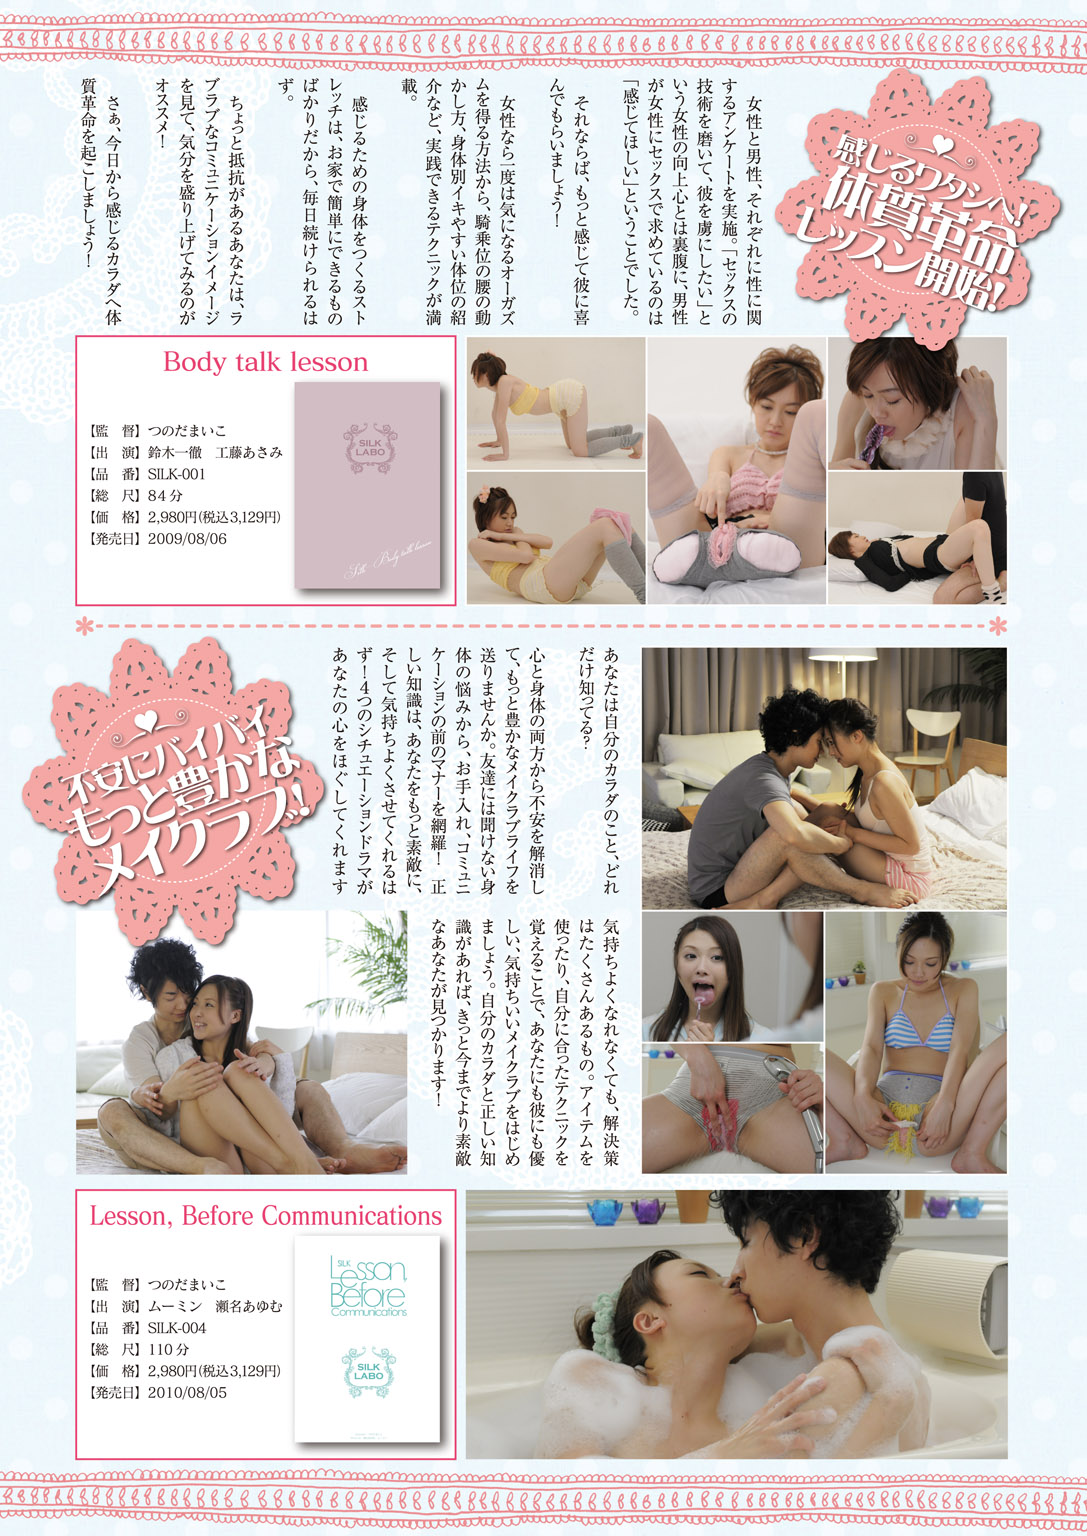 感じるワタシへ!
体質革命
レッスン開始!
女性と男性、それぞれに性に関
するアンケートを実施。「セックスの
技術を磨いて、彼を虜にしたい」と
いう女性の向上心とは裏腹に、男性
が女性にセックスで求めているのは
「感じてほしい」ということでした。
それならば、もっと感じて彼に喜
んでもらいましょう!
女性なら一度は気になるオーガズ
ムを得る方法から、騎乗位の腰の動
かし方、身体別イキやすい体位の紹
介など、実践できるテクニックが満
載。
感じるための身体をつくるスト
レッチは、お家で簡単にできるもの
ばかりだから、毎日続けられるは
ず。
ちょっと抵抗があるあなたは、ラ
ブラブなコミュニケーションイメージ
を見て、気分を盛り上げてみるのが
オススメ!
さぁ、今日から感じるカラダへ体
質革命を起こしましょう!
Body talk lesson
【監 督】つのだまいこ
【出 演】鈴木一徹 工藤あさみ
【品 番】SILK-001
【総 尺】84分
【価 格】2,980円(税込3,129円)
【発売日】2009/08/06
SILK
LABO
Silk Body talk lesson
不安にバイバイ
もっと豊かな
メイクラブ!
あなたは自分のカラダのこと、どれ
だけ知ってる?
心と身体の両方から不安を解消し
て、もっと豊かなメイクラブライフを
送りませんか。友達には聞けない身
体の悩みから、お手入れ、コミュニ
ケーションの前のマナーを網羅! 正
しい知識は、あなたをもっと素敵に、
そして気持ちよくさせてくれるは
ず!4つのシチュエーションドラマが
あなたの心をほぐしてくれます
気持ちよくなれなくても、解決策
はたくさんあるもの。アイテムを
使ったり、自分に合ったテクニックを
覚えることで、あなたにも彼にも優
しい、気持ちいいメイクラブをはじめ
ましょう。自分のカラダと正しい知
識があれば、きっと今までより素敵
なあなたが見つかります!
Lesson, Before Communications
【監 督】つのだまいこ
【出 演】ムーミン 瀬名あゆむ
【品 番】SILK-004
【総 尺】110分
【価 格】2,980円(税込3,129円)
【発売日】2010/08/05
SILK
Lesson,
Before
Communications
SILK
LABO